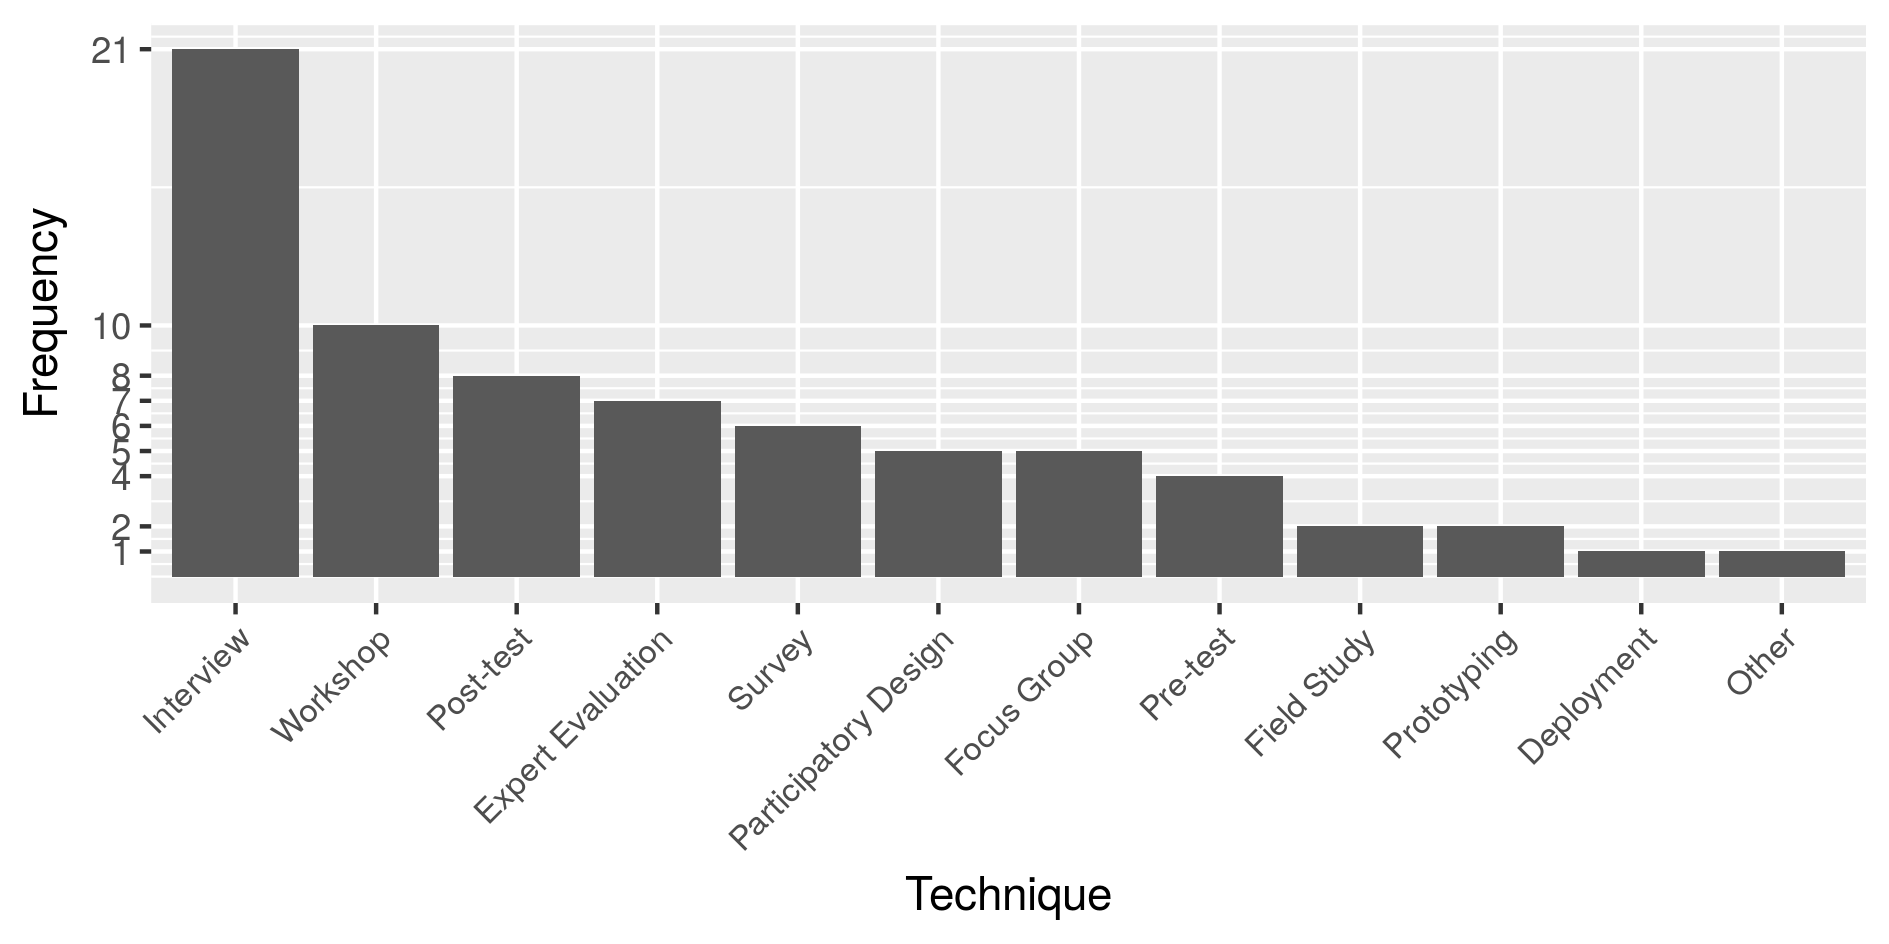 Frequency
21
10
8
7
6
5
4
2
1
Interview
Workshop
Post-test
Expert Evaluation
Survey
Participatory Design
Focus Group
Pre-test
Field Study
Prototyping
Deployment
Other
Technique